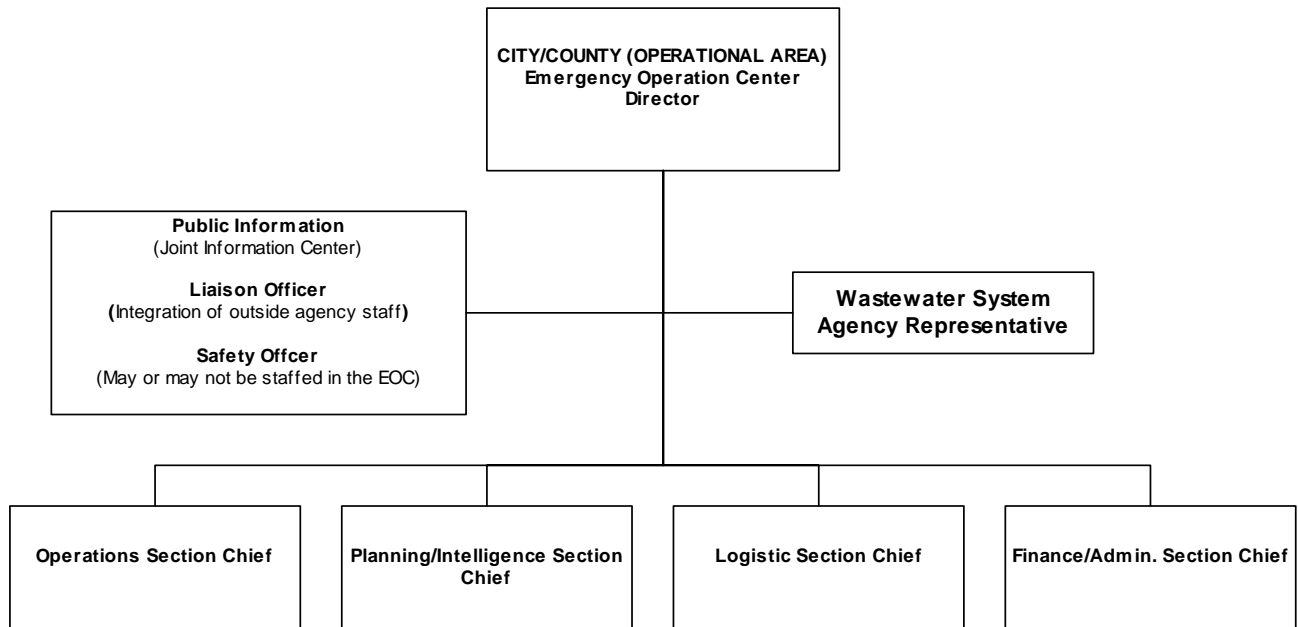 CITY/COUNTY (OPERATIONAL AREA)
Emergency Operation Center
Director
Public Information
(Joint Information Center)
Liaison Officer
(Integration of outside agency staff)
Safety Offcer
(May or may not be staffed in the EOC)
Wastewater System
Agency Representative
Operations Section Chief
Planning/Intelligence Section
Chief
Logistic Section Chief
Finance/Admin. Section Chief